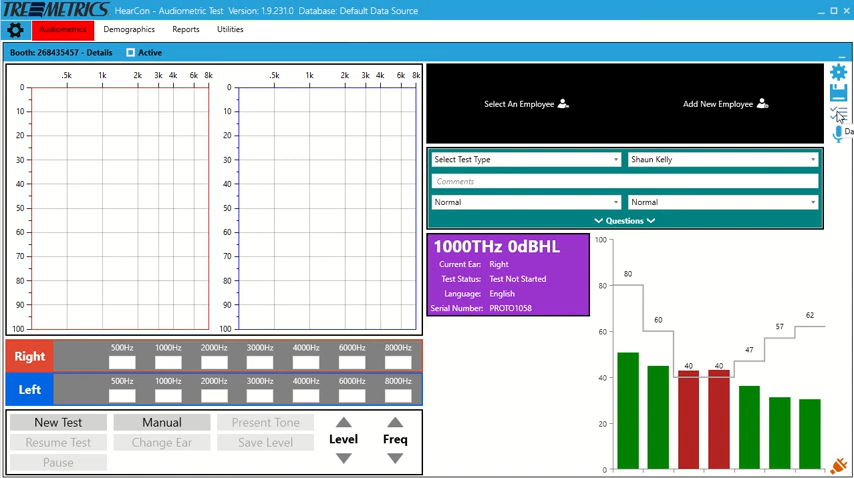 TREMETRICS HearCon - Audiometric Test Version: 1.9.231.0 Database: Default Data Source
Audiometrics Demographics Reports Utilities
Booth: 268435457 - Details Active
.5k 1k 2k 3k 4k 6k 8k .5k 1k 2k 3k 4k 6k 8k
0 0
10 10
20 20
30 30
40 40
50 50
60 60
70 70
80 80
90 90
100 100
Select An Employee Add New Employee
Da
Select Test Type Shaun Kelly
Comments
Normal Normal
Questions
1000THz 0dBHL
Current Ear: Right
Test Status: Test Not Started
Language: English
Serial Number: PROTO1058
100
80
60
40
20
0
80 60 40 40 47 57 62
Right 500Hz 1000Hz 2000Hz 3000Hz 4000Hz 6000Hz 8000Hz
Left 500Hz 1000Hz 2000Hz 3000Hz 4000Hz 6000Hz 8000Hz
New Test Manual Present Tone
Resume Test Change Ear Save Level
Pause
Level Freq